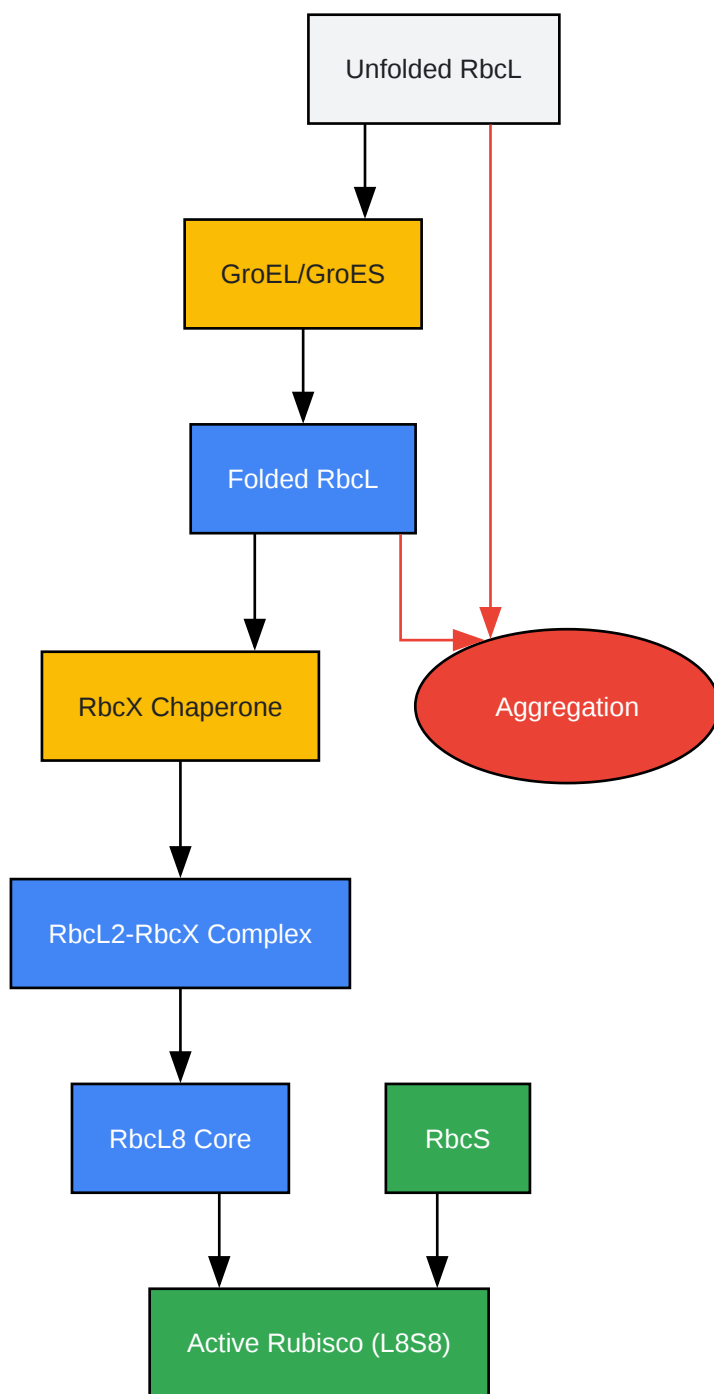 Unfolded RbcL
GroEL/GroES
Folded RbcL
RbcX Chaperone
Aggregation
RbcL2-RbcX Complex
RbcL8 Core
RbcS
Active Rubisco (L8S8)